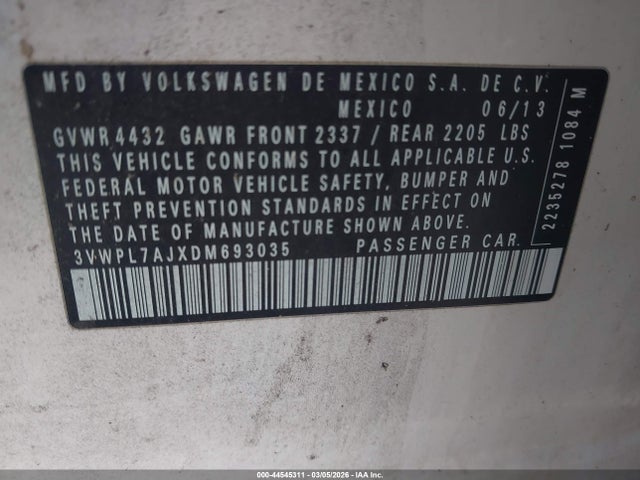 MFD BY VOLKSWAGEN DE MEXICO S.A. DE C.V.
MEXICO 06/13
GVWR 4432 GAWR FRONT 2337 / REAR 2205 LBS
THIS VEHICLE CONFORMS TO ALL APPLICABLE U.S.
FEDERAL MOTOR VEHICLE SAFETY, BUMPER AND
THEFT PREVENTION STANDARDS IN EFFECT ON
THE DATE OF MANUFACTURE SHOWN ABOVE.
3VWPL7AJXDM693035 PASSENGER CAR
2235278 1084 M
000-44545311 - 03/05/2026 - IAA Inc.